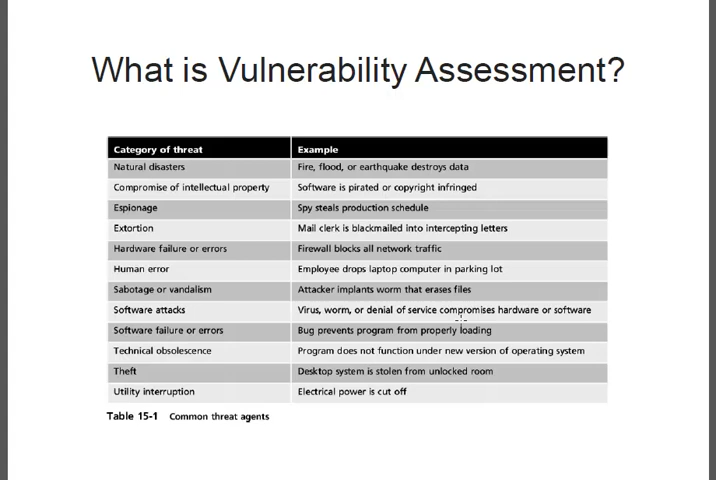 What is Vulnerability Assessment?
Category of threat Example
Natural disasters Fire, flood, or earthquake destroys data
Compromise of intellectual property Software is pirated or copyright infringed
Espionage Spy steals production schedule
Extortion Mail clerk is blackmailed into intercepting letters
Hardware failure or errors Firewall blocks all network traffic
Human error Employee drops laptop computer in parking lot
Sabotage or vandalism Attacker implants worm that erases files
Software attacks Virus, worm, or denial of service compromises hardware or software
Software failure or errors Bug prevents program from properly loading
Technical obsolescence Program does not function under new version of operating system
Theft Desktop system is stolen from unlocked room
Utility interruption Electrical power is cut off
Table 15-1 Common threat agents